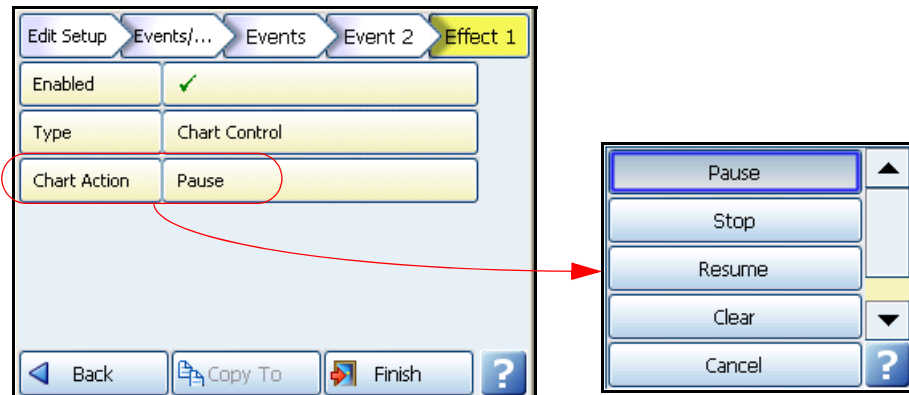 Edit Setup Events/... Events Event 2 Effect 1
Enabled
Type Chart Control
Chart Action Pause
Back Copy To Finish ?
Pause
Stop
Resume
Clear
Cancel ?